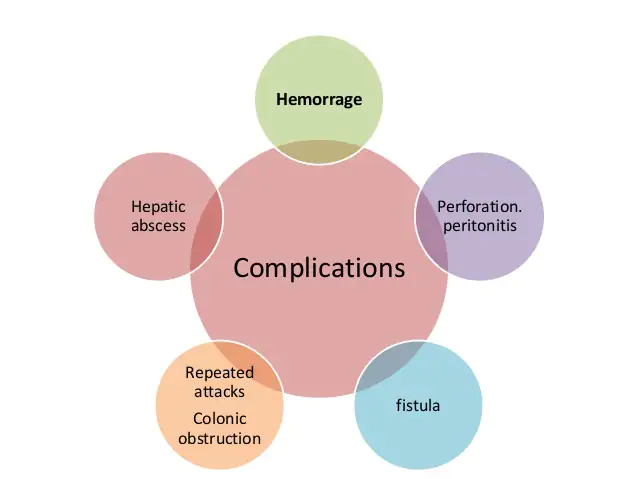 Hemorrage
Hepatic
abscess
Perforation.
peritonitis
Complications
Repeated
attacks
Colonic
obstruction
fistula